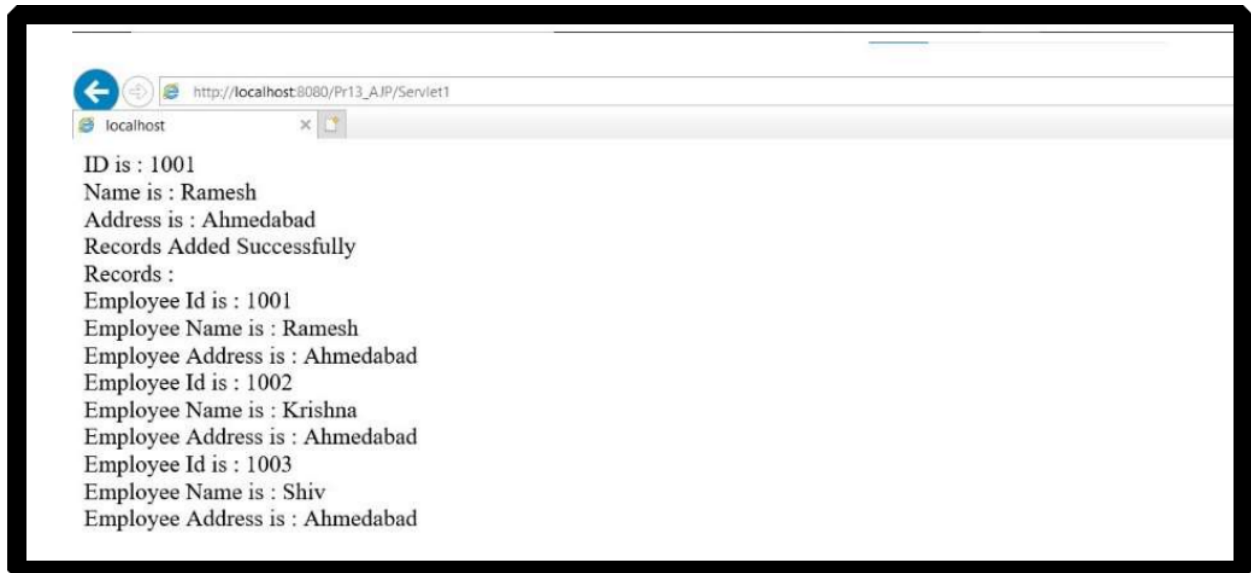 http://localhost:8080/Pr13_AJP/Servlet1
localhost
ID is : 1001
Name is : Ramesh
Address is : Ahmedabad
Records Added Successfully
Records :
Employee Id is : 1001
Employee Name is : Ramesh
Employee Address is : Ahmedabad
Employee Id is : 1002
Employee Name is : Krishna
Employee Address is : Ahmedabad
Employee Id is : 1003
Employee Name is : Shiv
Employee Address is : Ahmedabad